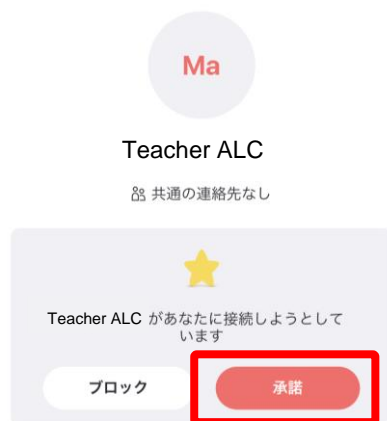 Ma
Teacher ALC
共通の連絡先なし
Teacher ALC があなたに接続しようとして
います
ブロック
承諾